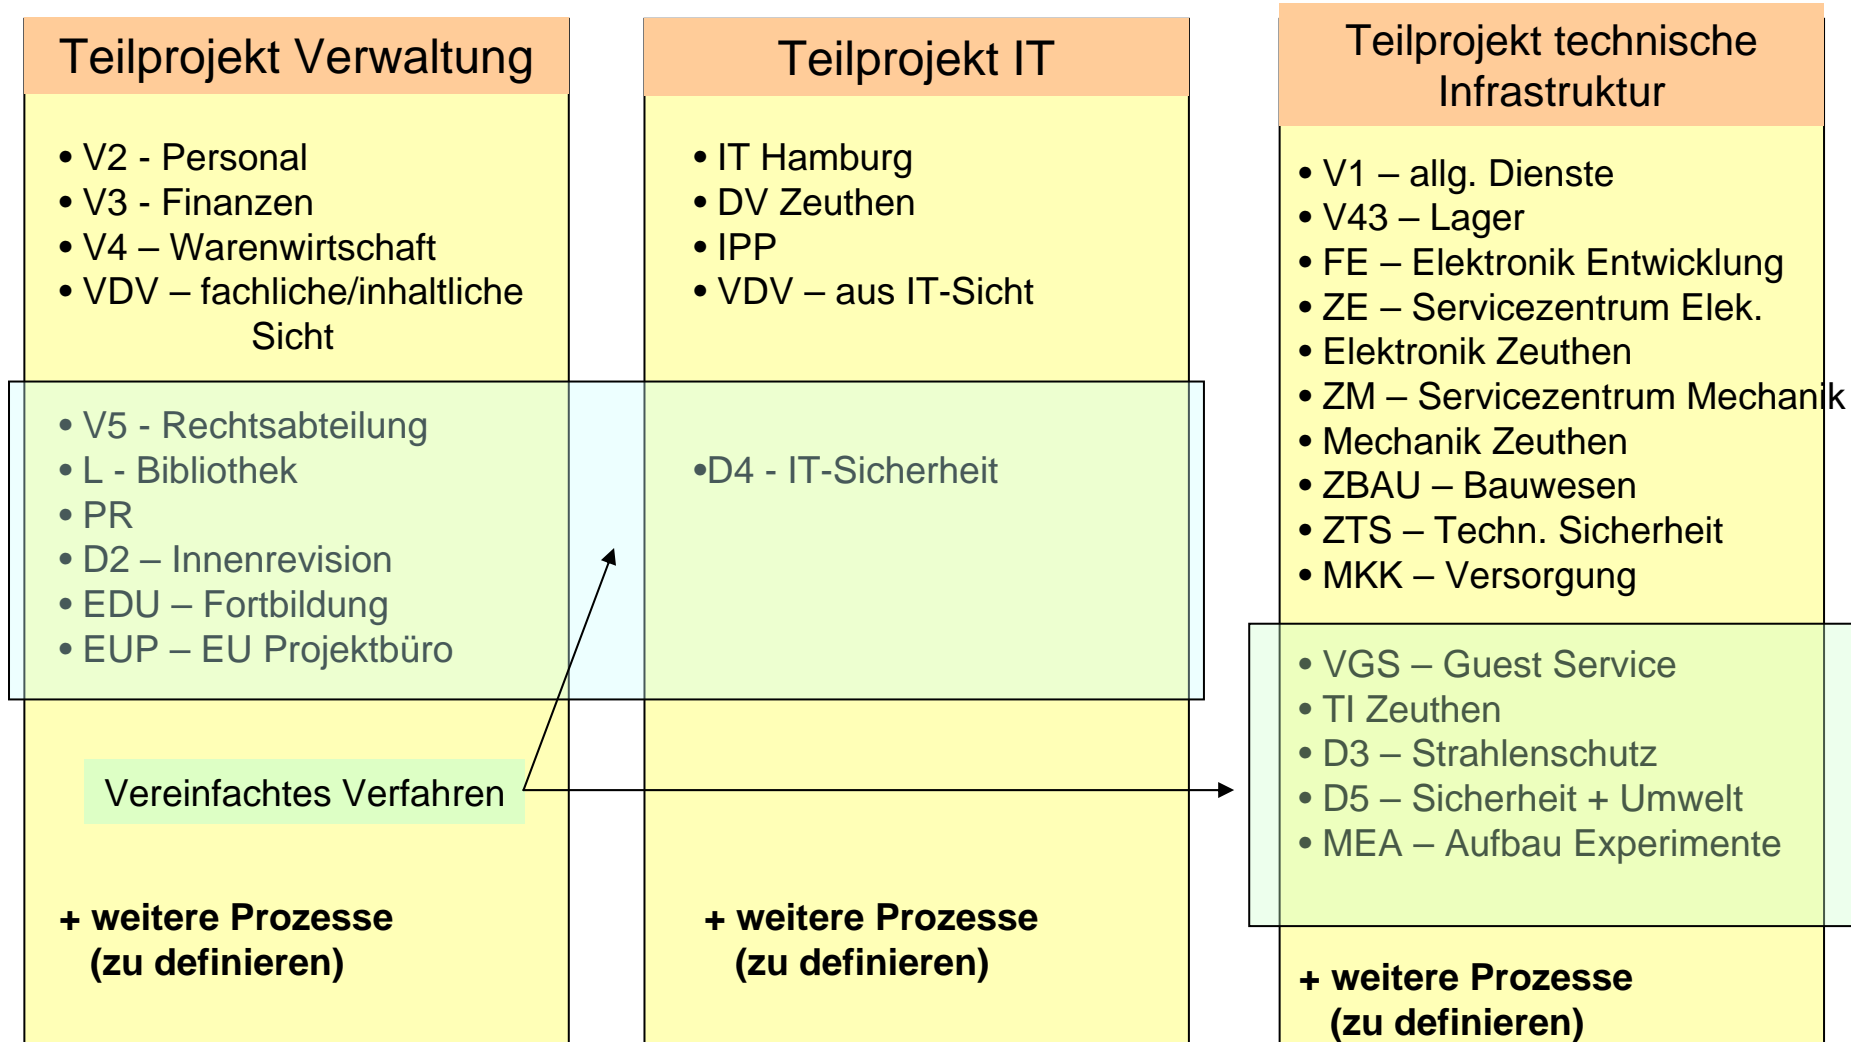 Teilprojekt Verwaltung
• V2 - Personal
• V3 - Finanzen
• V4 – Warenwirtschaft
• VDV – fachliche/inhaltliche
Sicht
• V5 - Rechtsabteilung
• L - Bibliothek
• PR
• D2 – Innenrevision
• EDU – Fortbildung
• EUP – EU Projektbüro
Vereinfachtes Verfahren
+ weitere Prozesse
(zu definieren)
Teilprojekt IT
• IT Hamburg
• DV Zeuthen
• IPP
• VDV – aus IT-Sicht
•D4 - IT-Sicherheit
+ weitere Prozesse
(zu definieren)
Teilprojekt technische
Infrastruktur
• V1 – allg. Dienste
• V43 – Lager
• FE – Elektronik Entwicklung
• ZE – Servicezentrum Elek.
• Elektronik Zeuthen
• ZM – Servicezentrum Mechanik
• Mechanik Zeuthen
• ZBAU – Bauwesen
• ZTS – Techn. Sicherheit
• MKK – Versorgung
• VGS – Guest Service
• TI Zeuthen
• D3 – Strahlenschutz
• D5 – Sicherheit + Umwelt
• MEA – Aufbau Experimente
+ weitere Prozesse
(zu definieren)